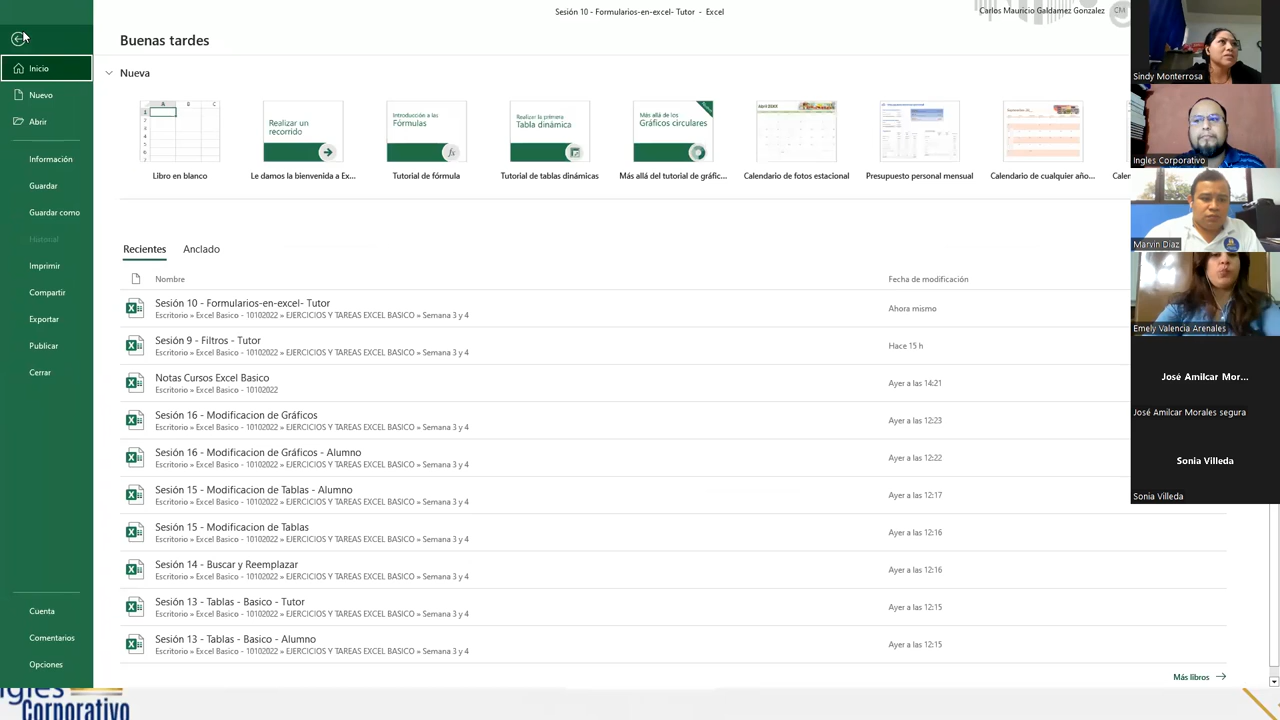 Sesión 10 - Formularios-en-excel- Tutor - Excel
Carlos Mauricio Galdamez Gonzalez
CM
Inicio
Nuevo
Abrir
Información
Guardar
Guardar como
Historial
Imprimir
Compartir
Exportar
Publicar
Cerrar
Cuenta
Comentarios
Opciones
Buenas tardes
Nueva
A B C
Realizar un recorrido
Introducción a las
Fórmulas
fx
Realizar la primera
Tabla dinámica
Más allá de los
Gráficos circulares
Libro en blanco
Le damos la bienvenida a Ex...
Tutorial de fórmula
Tutorial de tablas dinámicas
Más allá del tutorial de gráfic...
Calendario de fotos estacional
Presupuesto personal mensual
Calendario de cualquier año...
Recientes Anclado
Nombre Fecha de modificación
Sesión 10 - Formularios-en-excel- Tutor
Escritorio » Excel Basico - 10102022 » EJERCICIOS Y TAREAS EXCEL BASICO » Semana 3 y 4
Ahora mismo
Sesión 9 - Filtros - Tutor
Escritorio » Excel Basico - 10102022 » EJERCICIOS Y TAREAS EXCEL BASICO » Semana 3 y 4
Hace 15 h
Notas Cursos Excel Basico
Escritorio » Excel Basico - 10102022
Ayer a las 14:21
Sesión 16 - Modificacion de Gráficos
Escritorio » Excel Basico - 10102022 » EJERCICIOS Y TAREAS EXCEL BASICO » Semana 3 y 4
Ayer a las 12:23
Sesión 16 - Modificacion de Gráficos - Alumno
Escritorio » Excel Basico - 10102022 » EJERCICIOS Y TAREAS EXCEL BASICO » Semana 3 y 4
Ayer a las 12:22
Sesión 15 - Modificacion de Tablas - Alumno
Escritorio » Excel Basico - 10102022 » EJERCICIOS Y TAREAS EXCEL BASICO » Semana 3 y 4
Ayer a las 12:17
Sesión 15 - Modificacion de Tablas
Escritorio » Excel Basico - 10102022 » EJERCICIOS Y TAREAS EXCEL BASICO » Semana 3 y 4
Ayer a las 12:16
Sesión 14 - Buscar y Reemplazar
Escritorio » Excel Basico - 10102022 » EJERCICIOS Y TAREAS EXCEL BASICO » Semana 3 y 4
Ayer a las 12:16
Sesión 13 - Tablas - Basico - Tutor
Escritorio » Excel Basico - 10102022 » EJERCICIOS Y TAREAS EXCEL BASICO » Semana 3 y 4
Ayer a las 12:15
Sesión 13 - Tablas - Basico - Alumno
Escritorio » Excel Basico - 10102022 » EJERCICIOS Y TAREAS EXCEL BASICO » Semana 3 y 4
Ayer a las 12:15
Más libros
Sindy Monterrosa
Ingles Corporativo
Marvin Diaz
Emely Valencia Arenales
José Amilcar Mor...
José Amilcar Morales segura
Sonia Villeda
Sonia Villeda
Corporativo